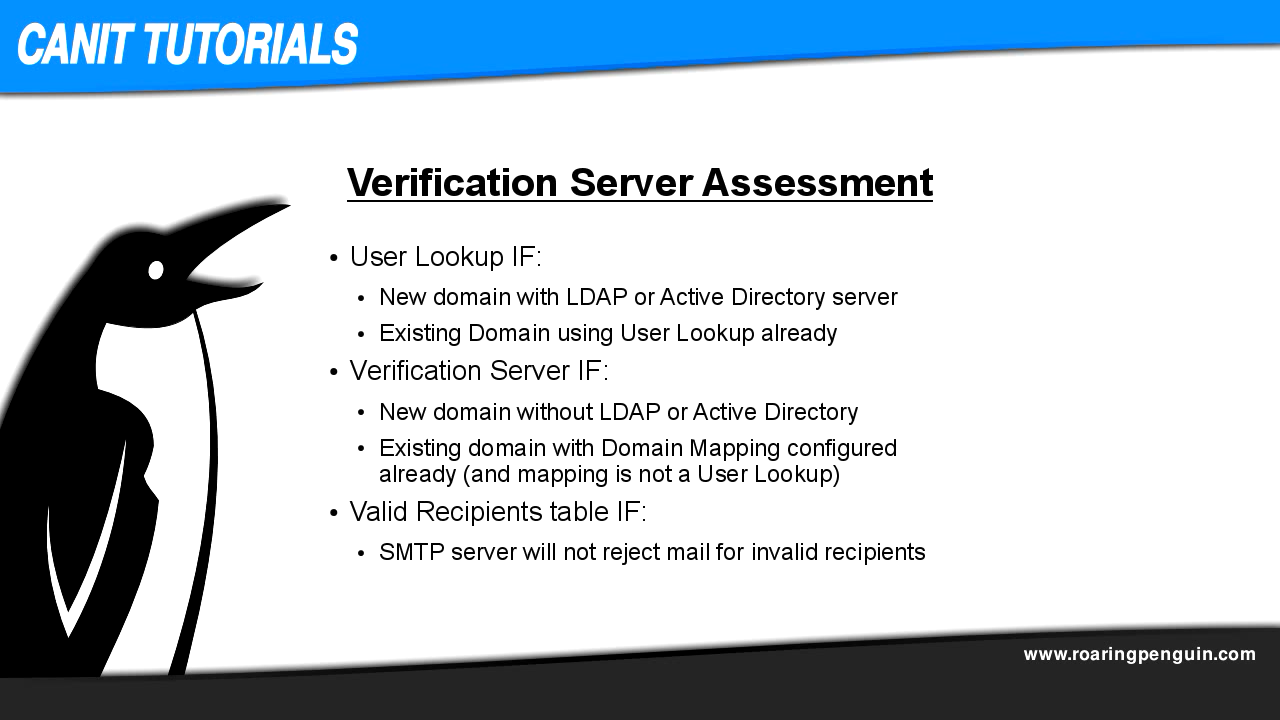 CANIT TUTORIALS
Verification Server Assessment
• User Lookup IF:
• New domain with LDAP or Active Directory server
• Existing Domain using User Lookup already
• Verification Server IF:
• New domain without LDAP or Active Directory
• Existing domain with Domain Mapping configured
already (and mapping is not a User Lookup)
• Valid Recipients table IF:
• SMTP server will not reject mail for invalid recipients
www.roaringpenguin.com